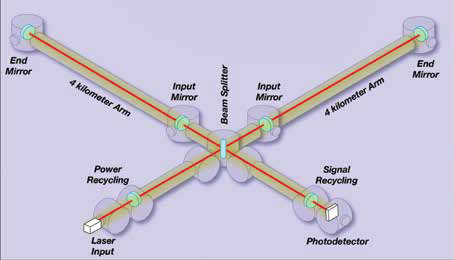 End
Mirror
4 kilometer Arm
Input
Mirror
Beam Splitter
Input
Mirror
4 kilometer Arm
End
Mirror
Power
Recycling
Signal
Recycling
Laser
Input
Photodetector